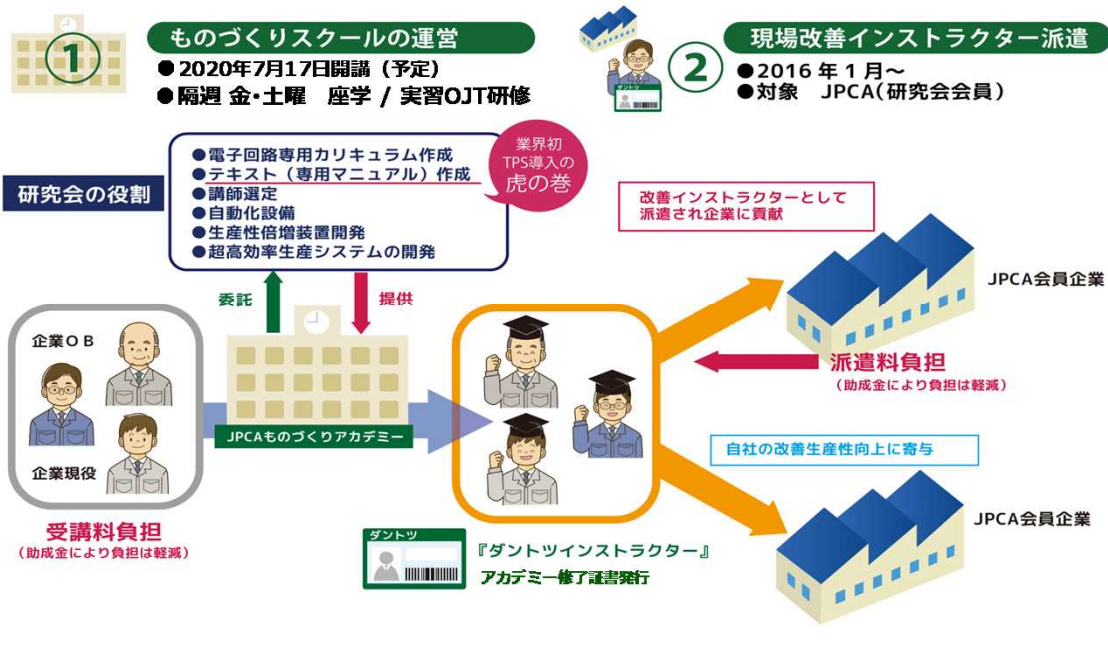 ①
ものづくりスクールの運営
●2020年7月17日開講（予定）
●隔週 金・土曜　座学 / 実習OJT研修
②
現場改善インストラクター派遣
●2016年1月～
●対象　JPCA（研究会会員）
ダントツ
研究会の役割
●電子回路専用カリキュラム作成
●テキスト（専用マニュアル）作成
●講師選定
●自動化設備
●生産性倍増装置開発
●超高効率生産システムの開発
業界初
TPS導入の
虎の巻
委託
提供
企業ＯＢ
企業現役
受講料負担
（助成金により負担は軽減）
JPCAものづくりアカデミー
改善インストラクターとして
派遣され企業に貢献
JPCA会員企業
派遣料負担
（助成金により負担は軽減）
自社の改善生産性向上に寄与
JPCA会員企業
ダントツ
『ダントツインストラクター』
アカデミー修了証書発行